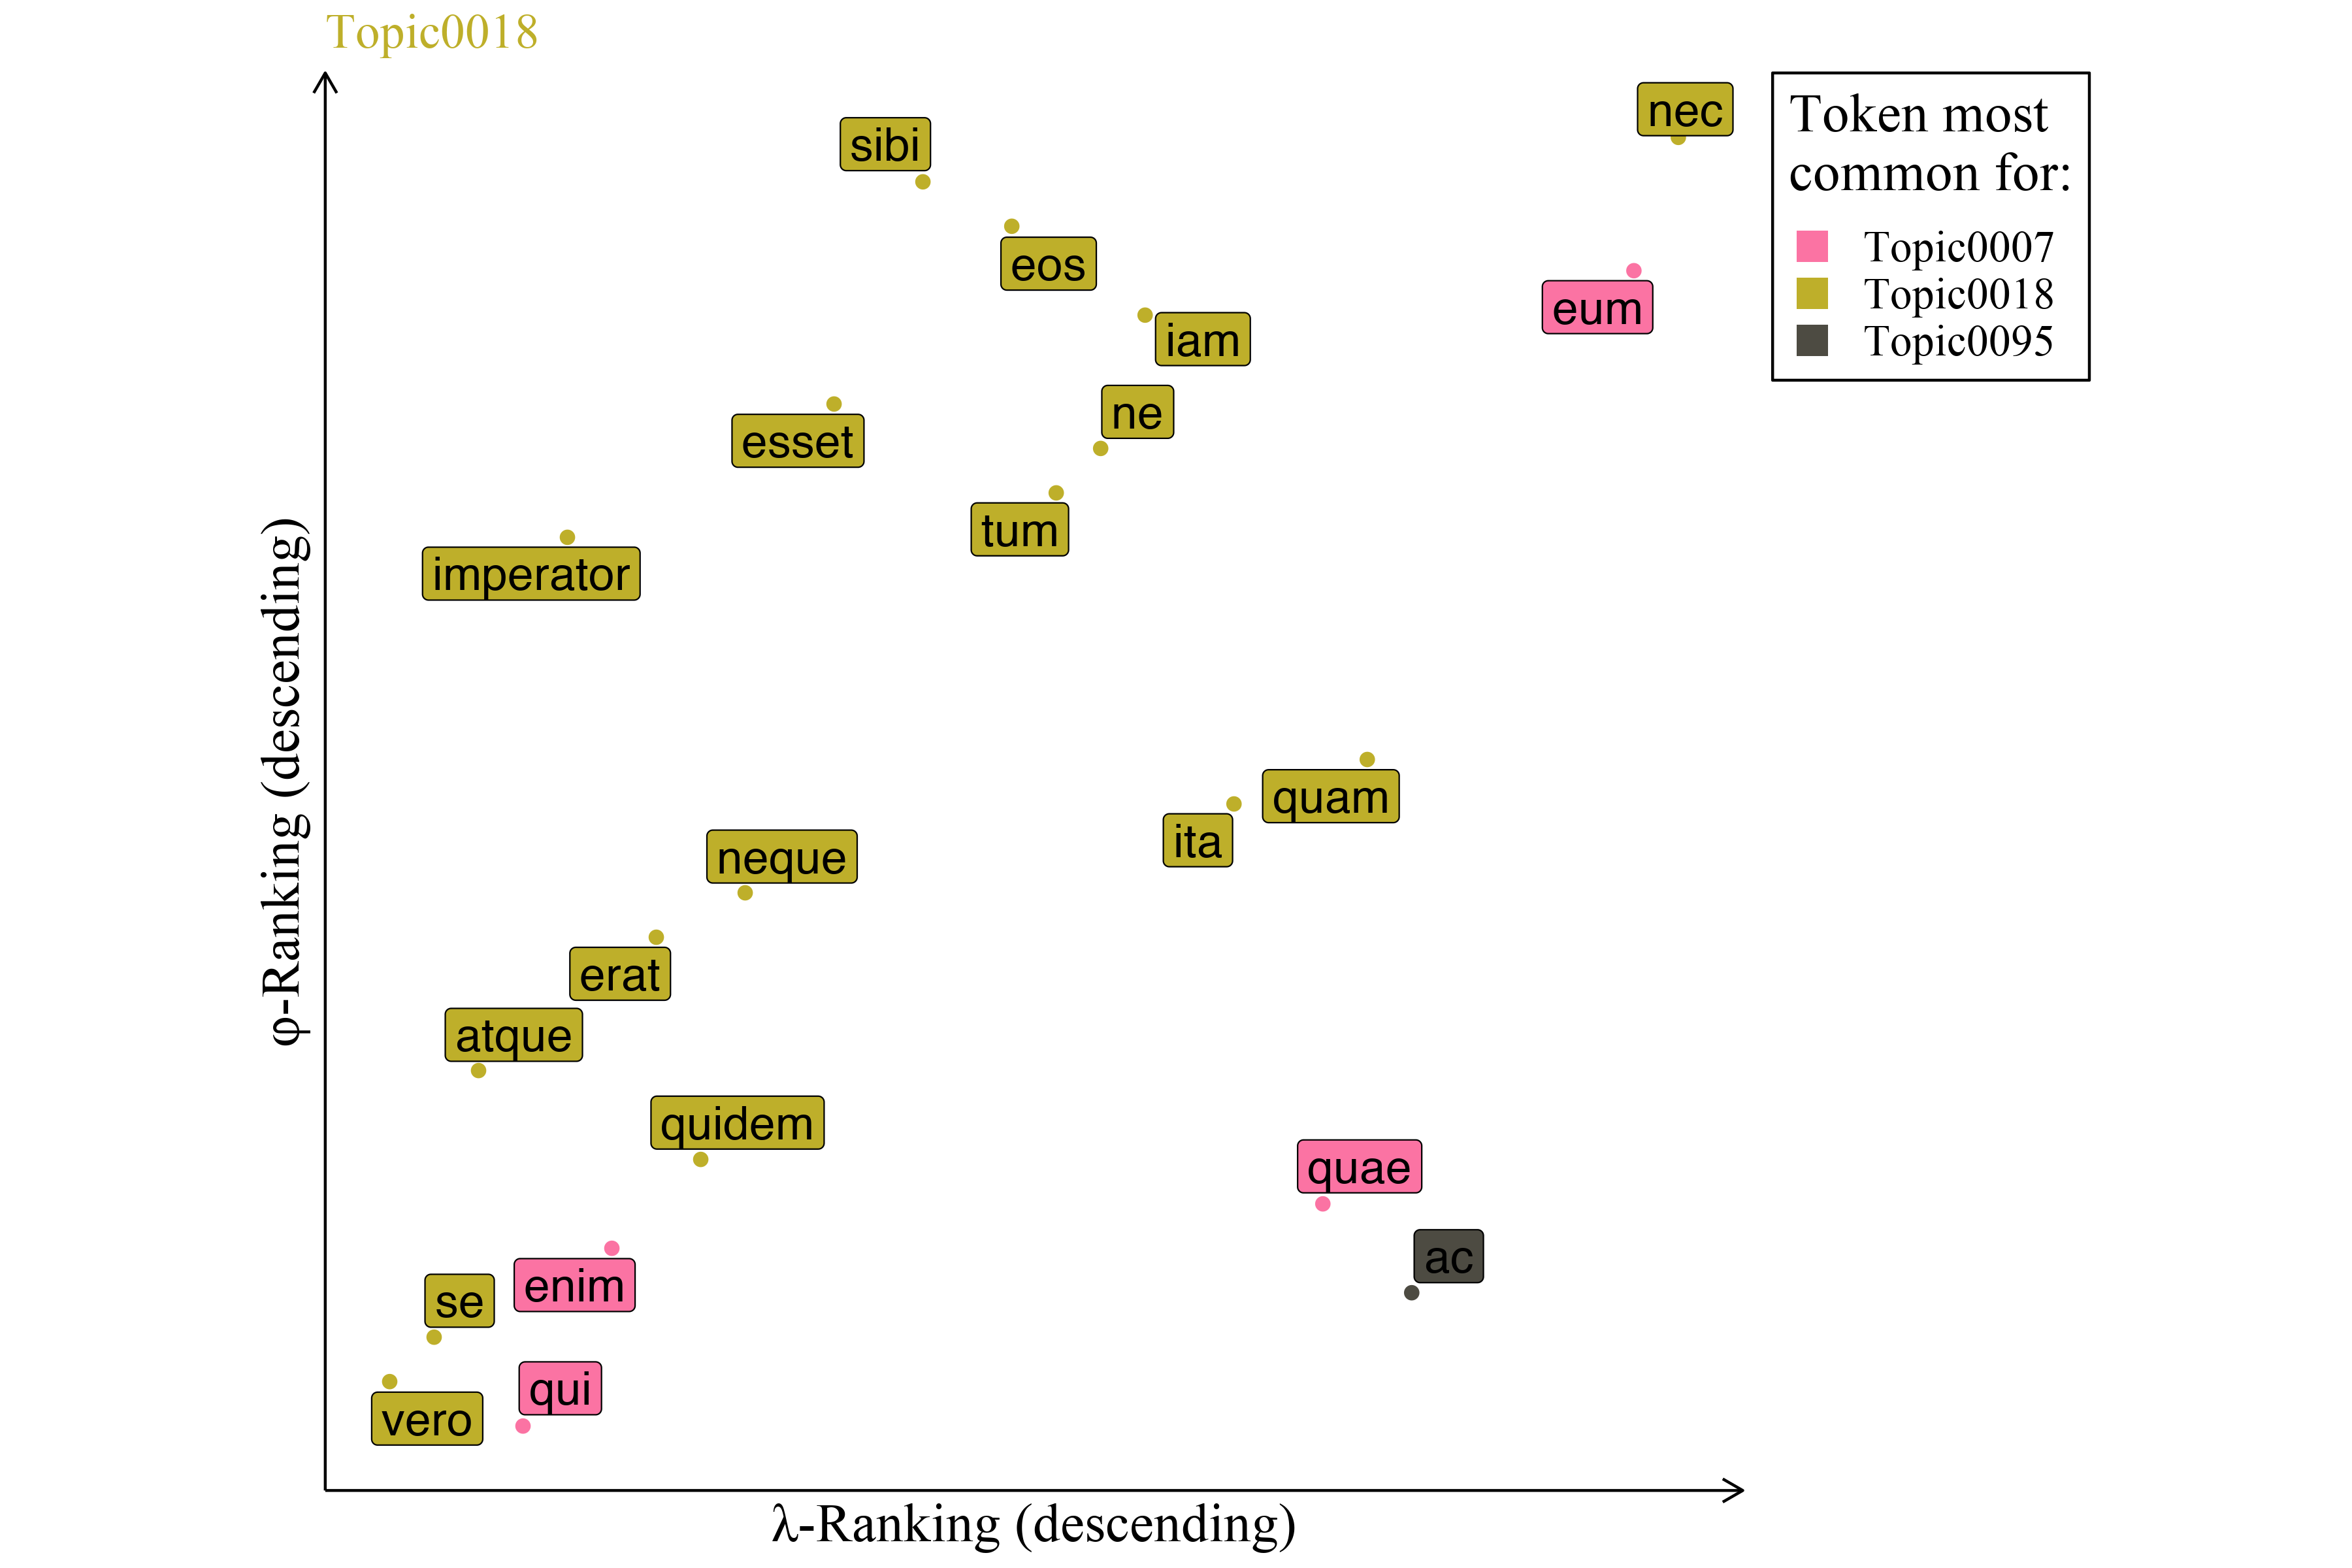 Topic0018
nec
sibi
eos
eum
iam
ne
esset
tum
imperator
quam
ita
neque
erat
atque
quidem
quae
ac
enim
se
qui
vero
φ-Ranking (descending)
λ-Ranking (descending)
Token most
common for:
Topic0007
Topic0018
Topic0095